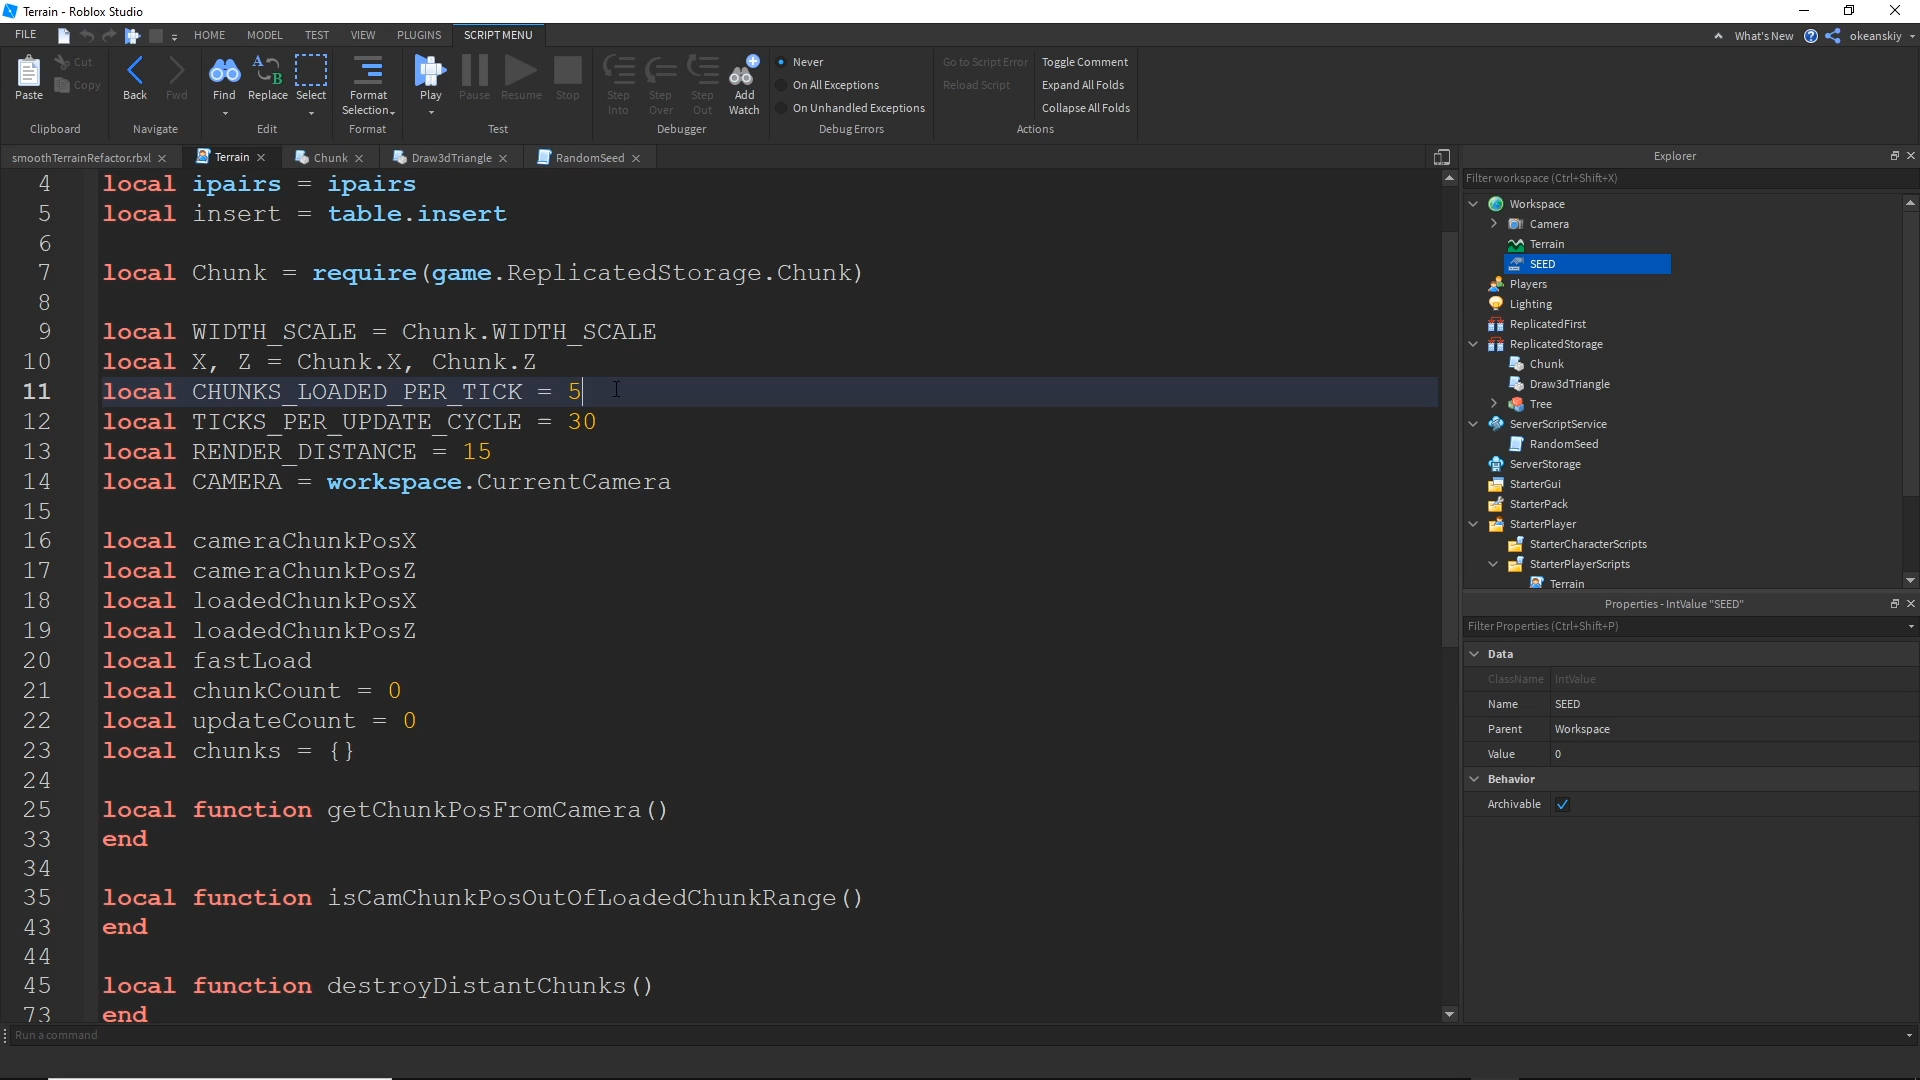 Terrain - Roblox Studio
FILE HOME MODEL TEST VIEW PLUGINS SCRIPT MENU What's New okeanskiy
Paste Cut Copy Back Fwd Find Replace Select Format Selection Play Pause Resume Stop Step Into Step Over Step Out Add Watch
Never
On All Exceptions
On Unhandled Exceptions
Go to Script Error Toggle Comment
Reload Script Expand All Folds
Collapse All Folds
Clipboard Navigate Edit Format Test Debugger Debug Errors Actions
smoothTerrainRefactor.rbxl Terrain Chunk Draw3dTriangle RandomSeed
4 local ipairs = ipairs
5 local insert = table.insert
6
7 local Chunk = require(game.ReplicatedStorage.Chunk)
8
9 local WIDTH_SCALE = Chunk.WIDTH_SCALE
10 local X, Z = Chunk.X, Chunk.Z
11 local CHUNKS_LOADED_PER_TICK = 5
12 local TICKS_PER_UPDATE_CYCLE = 30
13 local RENDER_DISTANCE = 15
14 local CAMERA = workspace.CurrentCamera
15
16 local cameraChunkPosX
17 local cameraChunkPosZ
18 local loadedChunkPosX
19 local loadedChunkPosZ
20 local fastLoad
21 local chunkCount = 0
22 local updateCount = 0
23 local chunks = {}
24
25 local function getChunkPosFromCamera()
33 end
34
35 local function isCamChunkPosOutOfLoadedChunkRange()
43 end
44
45 local function destroyDistantChunks()
73 end
Run a command
Explorer
Filter workspace (Ctrl+Shift+X)
Workspace
Camera
Terrain
SEED
Players
Lighting
ReplicatedFirst
ReplicatedStorage
Chunk
Draw3dTriangle
Tree
ServerScriptService
RandomSeed
ServerStorage
StarterGui
StarterPack
StarterPlayer
StarterCharacterScripts
StarterPlayerScripts
Terrain
Properties - IntValue "SEED"
Filter Properties (Ctrl+Shift+P)
Data
ClassName IntValue
Name SEED
Parent Workspace
Value 0
Behavior
Archivable